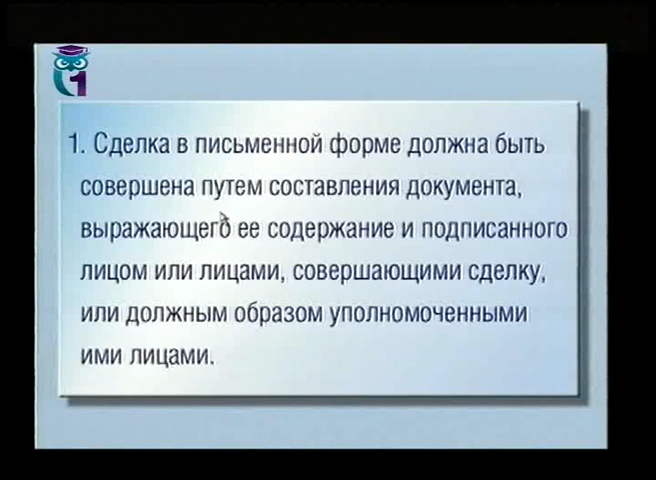 1
1. Сделка в письменной форме должна быть
совершена путем составления документа,
выражающего ее содержание и подписанного
лицом или лицами, совершающими сделку,
или должным образом уполномоченными
ими лицами.